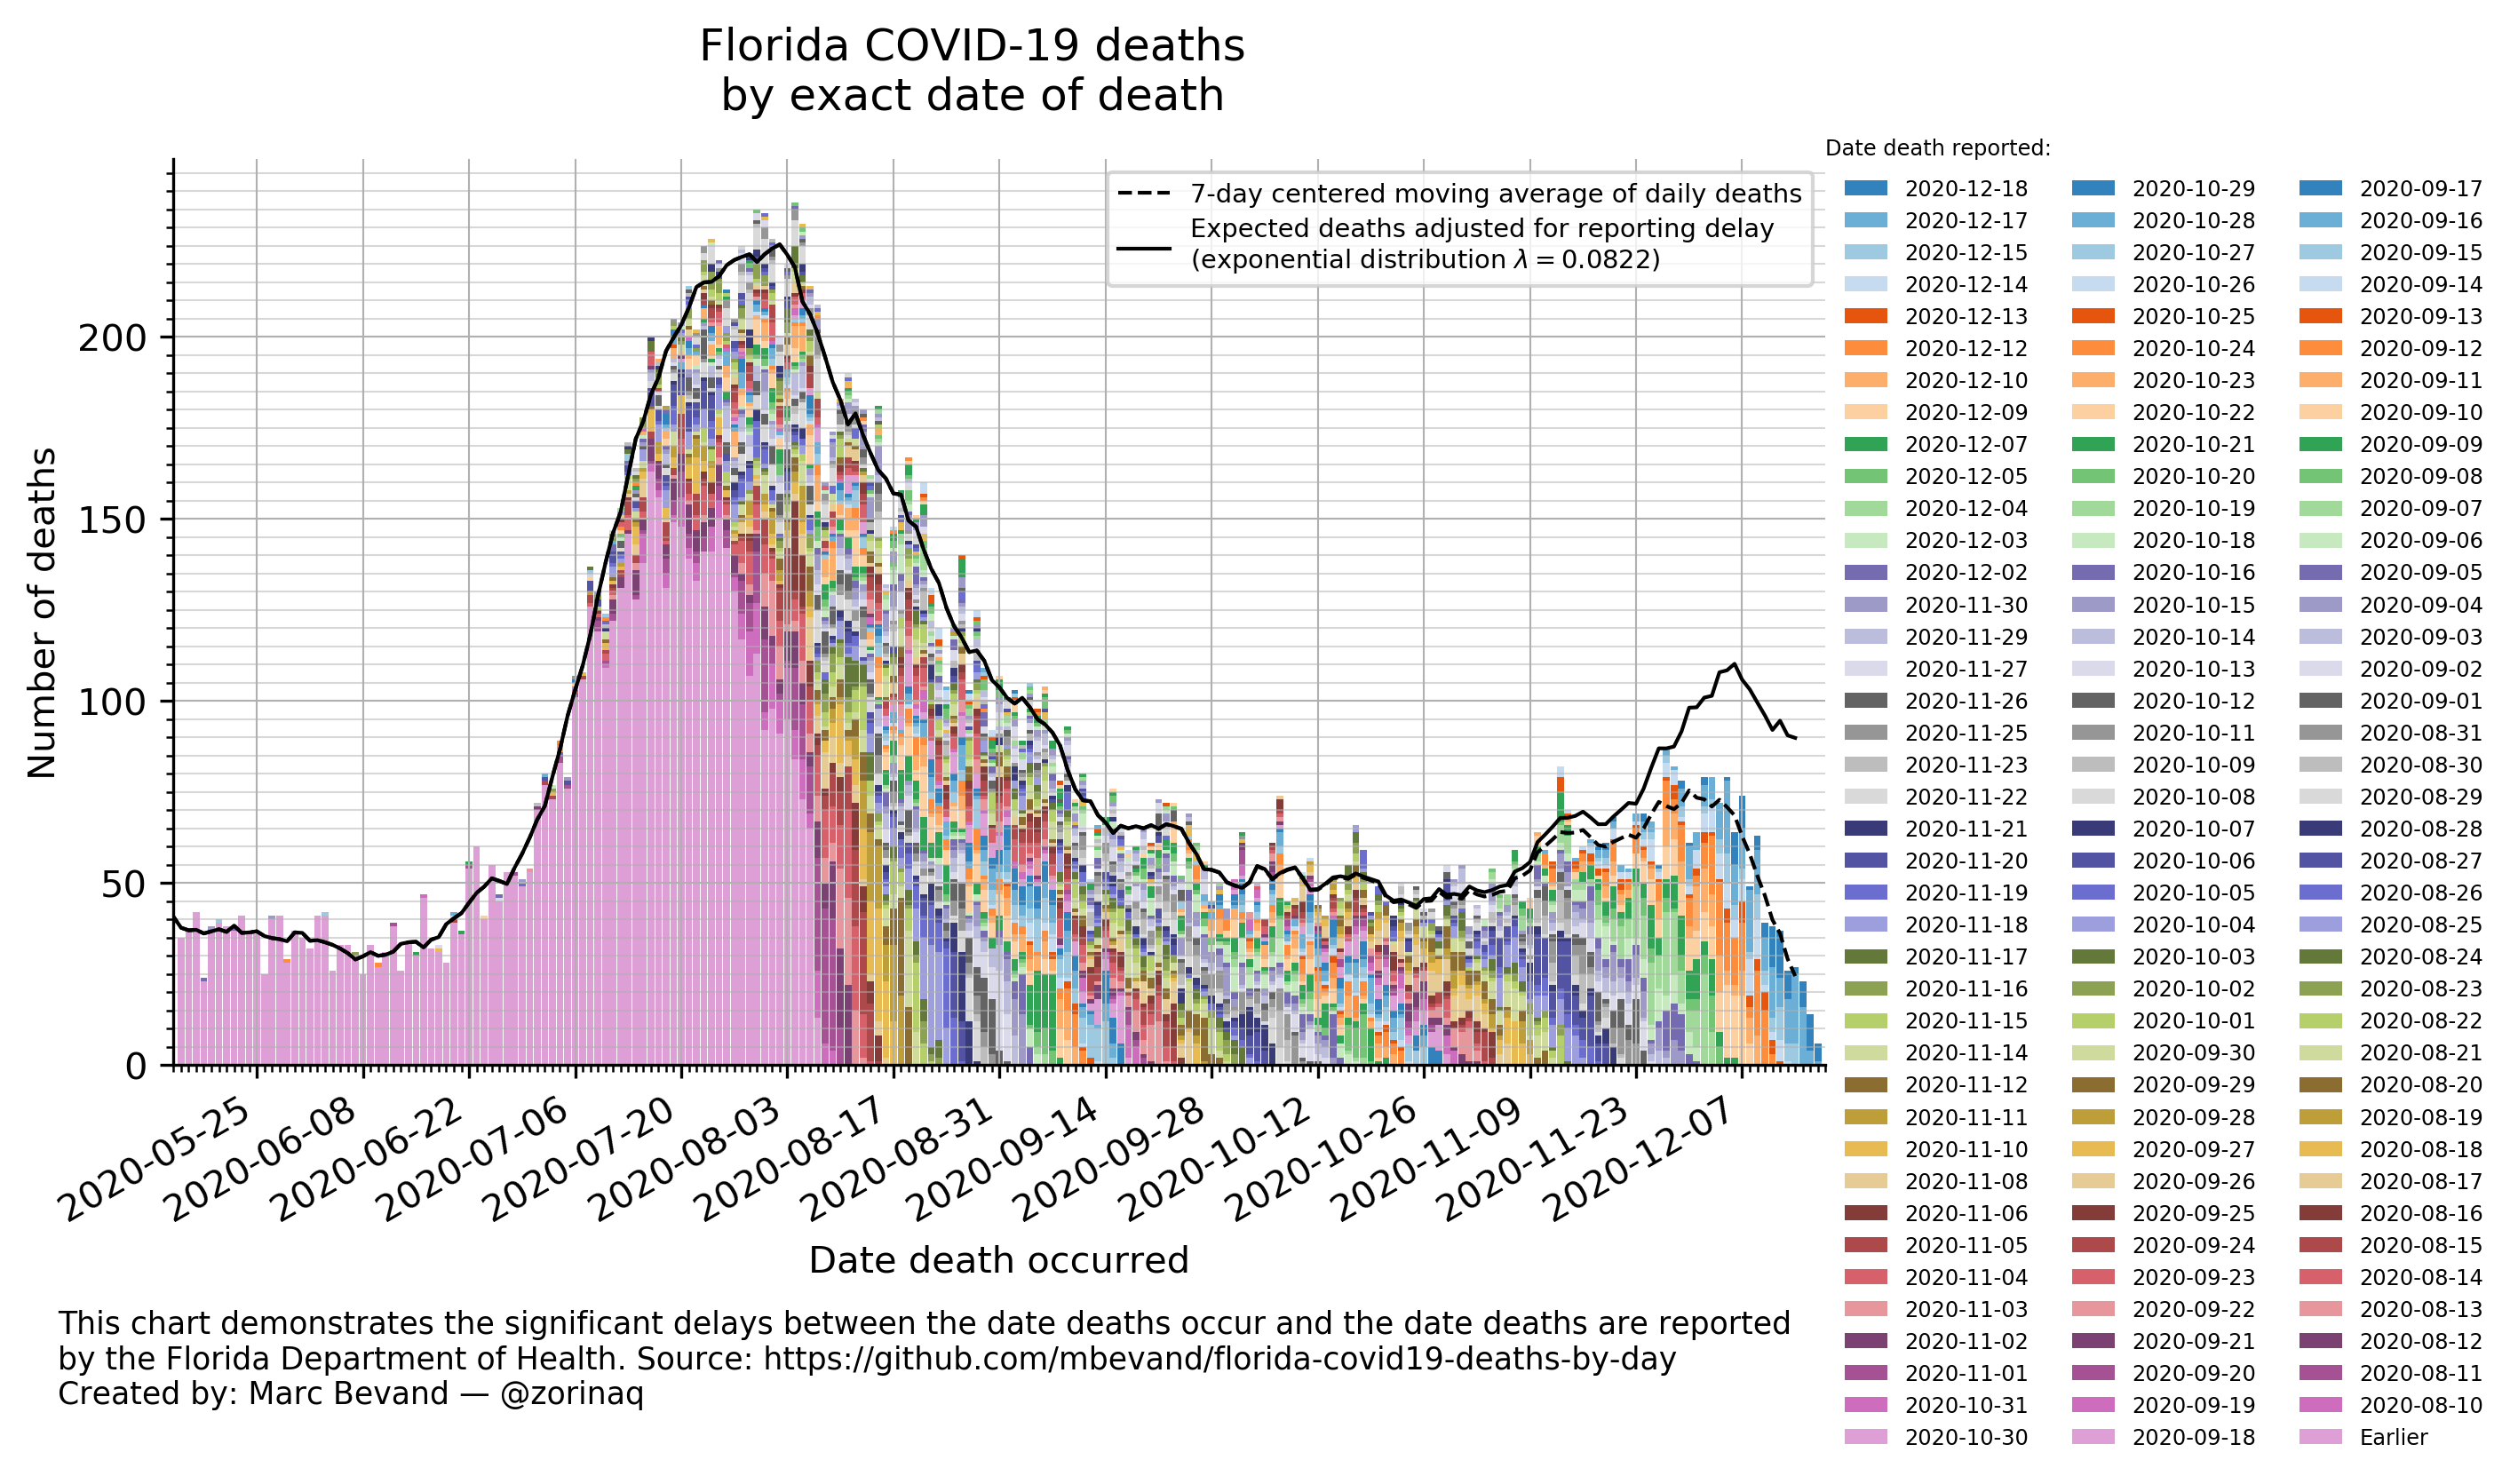 Florida COVID-19 deaths
by exact date of death
Date death reported:
7-day centered moving average of daily deaths
Expected deaths adjusted for reporting delay
(exponential distribution λ = 0.0822)
2020-12-18 2020-10-29 2020-09-17
2020-12-17 2020-10-28 2020-09-16
2020-12-15 2020-10-27 2020-09-15
2020-12-14 2020-10-26 2020-09-14
2020-12-13 2020-10-25 2020-09-13
2020-12-12 2020-10-24 2020-09-12
2020-12-10 2020-10-23 2020-09-11
2020-12-09 2020-10-22 2020-09-10
2020-12-07 2020-10-21 2020-09-09
2020-12-05 2020-10-20 2020-09-08
2020-12-04 2020-10-19 2020-09-07
2020-12-03 2020-10-18 2020-09-06
2020-12-02 2020-10-16 2020-09-05
2020-11-30 2020-10-15 2020-09-04
2020-11-29 2020-10-14 2020-09-03
2020-11-27 2020-10-13 2020-09-02
2020-11-26 2020-10-12 2020-09-01
2020-11-25 2020-10-11 2020-08-31
2020-11-23 2020-10-09 2020-08-30
2020-11-22 2020-10-08 2020-08-29
2020-11-21 2020-10-07 2020-08-28
2020-11-20 2020-10-06 2020-08-27
2020-11-19 2020-10-05 2020-08-26
2020-11-18 2020-10-04 2020-08-25
2020-11-17 2020-10-03 2020-08-24
2020-11-16 2020-10-02 2020-08-23
2020-11-15 2020-10-01 2020-08-22
2020-11-14 2020-09-30 2020-08-21
2020-11-12 2020-09-29 2020-08-20
2020-11-11 2020-09-28 2020-08-19
2020-11-10 2020-09-27 2020-08-18
2020-11-08 2020-09-26 2020-08-17
2020-11-06 2020-09-25 2020-08-16
2020-11-05 2020-09-24 2020-08-15
2020-11-04 2020-09-23 2020-08-14
2020-11-03 2020-09-22 2020-08-13
2020-11-02 2020-09-21 2020-08-12
2020-11-01 2020-09-20 2020-08-11
2020-10-31 2020-09-19 2020-08-10
2020-10-30 2020-09-18 Earlier
Number of deaths
200
150
100
50
0
2020-05-25 2020-06-08 2020-06-22 2020-07-06 2020-07-20 2020-08-03 2020-08-17 2020-08-31 2020-09-14 2020-09-28 2020-10-12 2020-10-26 2020-11-09 2020-11-23 2020-12-07
Date death occurred
This chart demonstrates the significant delays between the date deaths occur and the date deaths are reported
by the Florida Department of Health. Source: https://github.com/mbevand/florida-covid19-deaths-by-day
Created by: Marc Bevand — @zorinaq